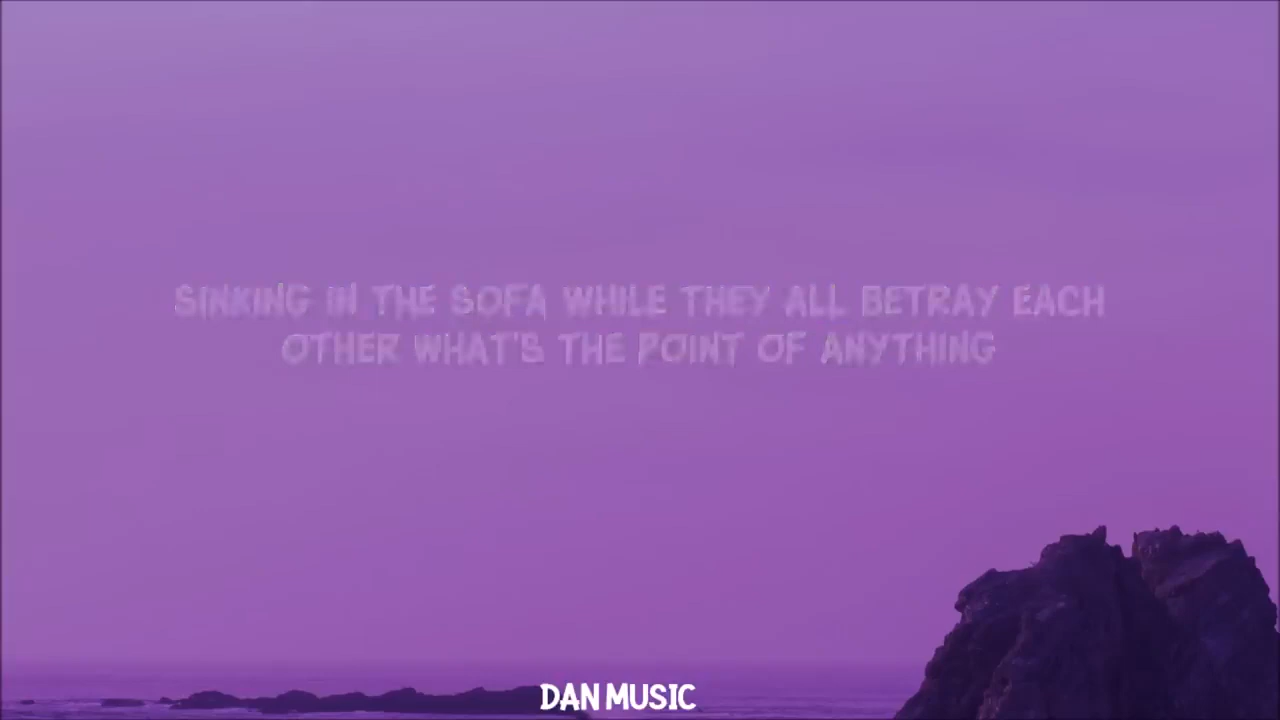 SINKING IN THE SOFA WHILE THEY ALL BETRAY EACH
OTHER WHAT'S THE POINT OF ANYTHING
DAN MUSIC